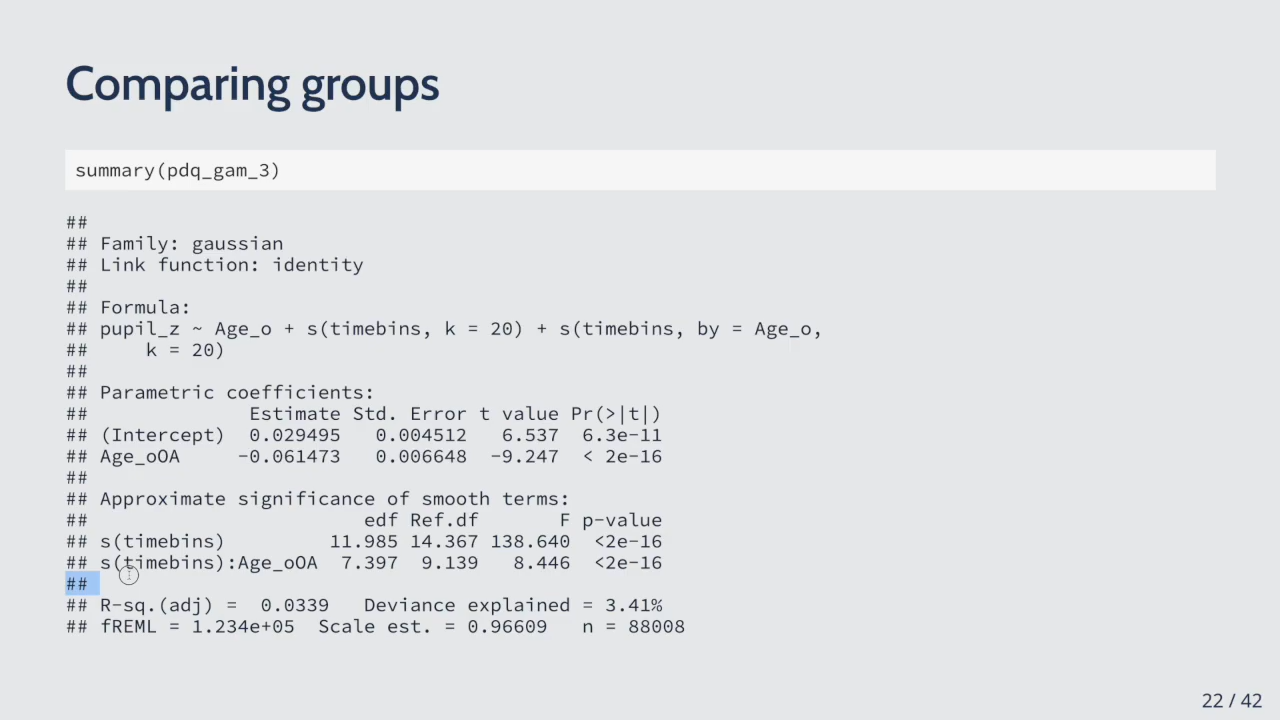 Comparing groups
summary(pdq_gam_3)
##
## Family: gaussian
## Link function: identity
##
## Formula:
## pupil_z ~ Age_o + s(timebins, k = 20) + s(timebins, by = Age_o,
##     k = 20)
##
## Parametric coefficients:
##              Estimate Std. Error t value Pr(>|t|)
## (Intercept)  0.029495   0.004512   6.537  6.3e-11
## Age_oOA     -0.061473   0.006648  -9.247  < 2e-16
##
## Approximate significance of smooth terms:
##                        edf Ref.df       F p-value
## s(timebins)         11.985 14.367 138.640  <2e-16
## s(timebins):Age_oOA  7.397  9.139   8.446  <2e-16
##
## R-sq.(adj) =  0.0339   Deviance explained = 3.41%
## fREML = 1.234e+05  Scale est. = 0.96609   n = 88008
22 / 42